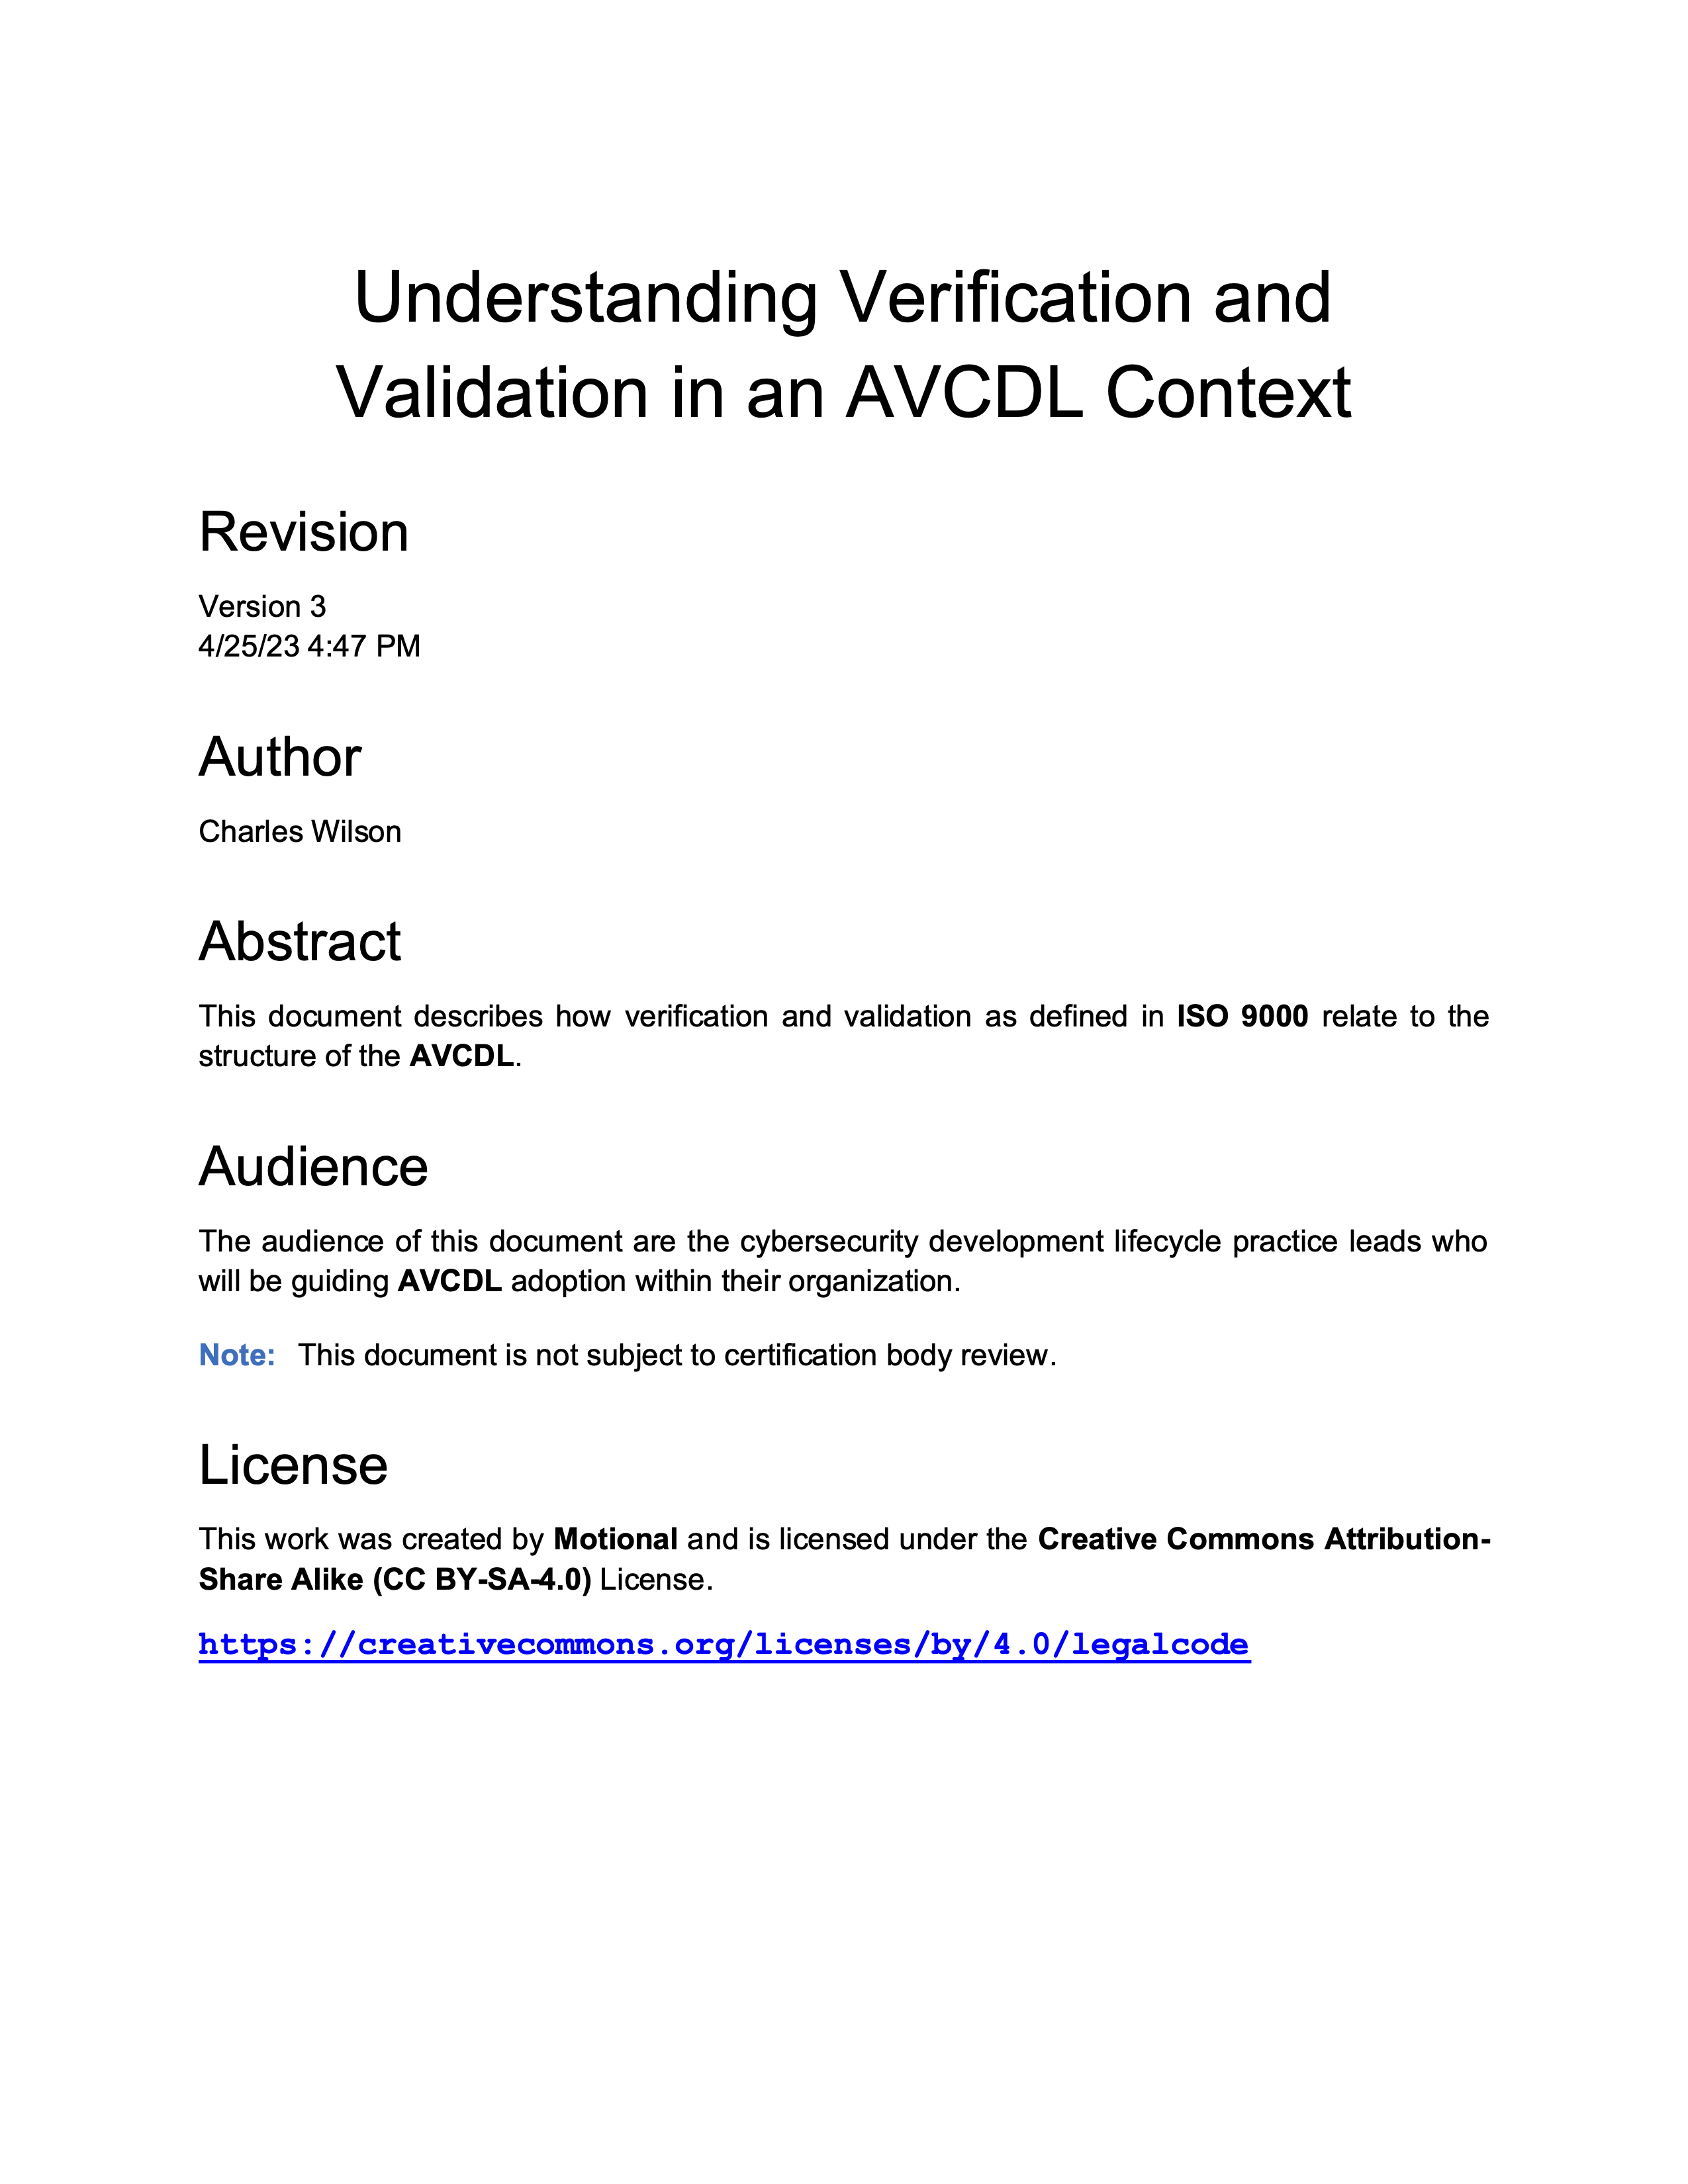 Understanding Verification and
Validation in an AVCDL Context
Revision
Version 3
4/25/23 4:47 PM
Author
Charles Wilson
Abstract
This document describes how verification and validation as defined in ISO 9000 relate to the
structure of the AVCDL.
Audience
The audience of this document are the cybersecurity development lifecycle practice leads who
will be guiding AVCDL adoption within their organization.
Note: This document is not subject to certification body review.
License
This work was created by Motional and is licensed under the Creative Commons Attribution-
Share Alike (CC BY-SA-4.0) License.
https://creativecommons.org/licenses/by/4.0/legalcode